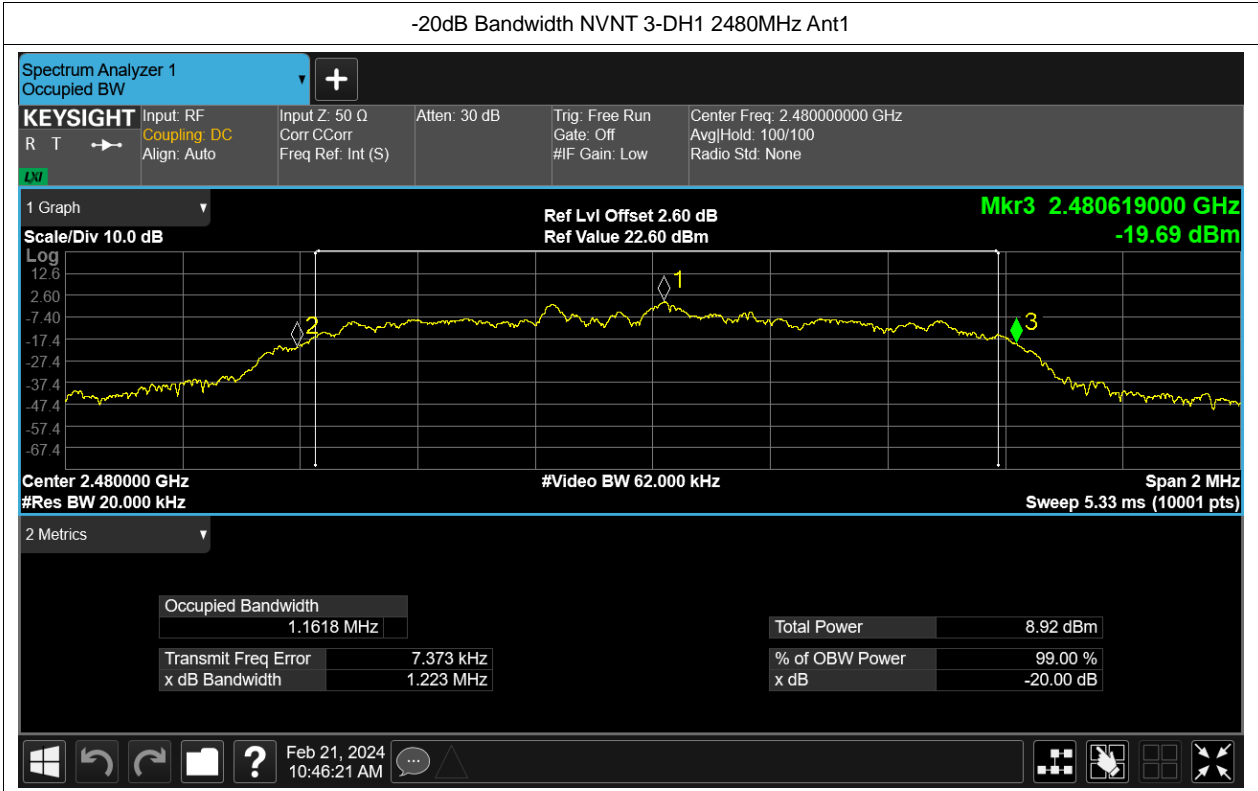 -20dB Bandwidth NVNT 3-DH1 2480MHz Ant1
Spectrum Analyzer 1
Occupied BW
KEYSIGHT
R T
LXI
Input: RF
Coupling: DC
Align: Auto
Input Z: 50 Ω
Corr CCorr
Freq Ref: Int (S)
Atten: 30 dB
Trig: Free Run
Gate: Off
#IF Gain: Low
Center Freq: 2.480000000 GHz
Avg|Hold: 100/100
Radio Std: None
1 Graph
Scale/Div 10.0 dB
Ref Lvl Offset 2.60 dB
Ref Value 22.60 dBm
Mkr3 2.480619000 GHz
-19.69 dBm
Log
12.6
2.60
-7.40
-17.4
-27.4
-37.4
-47.4
-57.4
-67.4
1
2
3
Center 2.480000 GHz
#Video BW 62.000 kHz
Span 2 MHz
#Res BW 20.000 kHz
Sweep 5.33 ms (10001 pts)
2 Metrics
Occupied Bandwidth
1.1618 MHz
Total Power 8.92 dBm
Transmit Freq Error 7.373 kHz
% of OBW Power 99.00 %
x dB Bandwidth 1.223 MHz
x dB -20.00 dB
Feb 21, 2024
10:46:21 AM